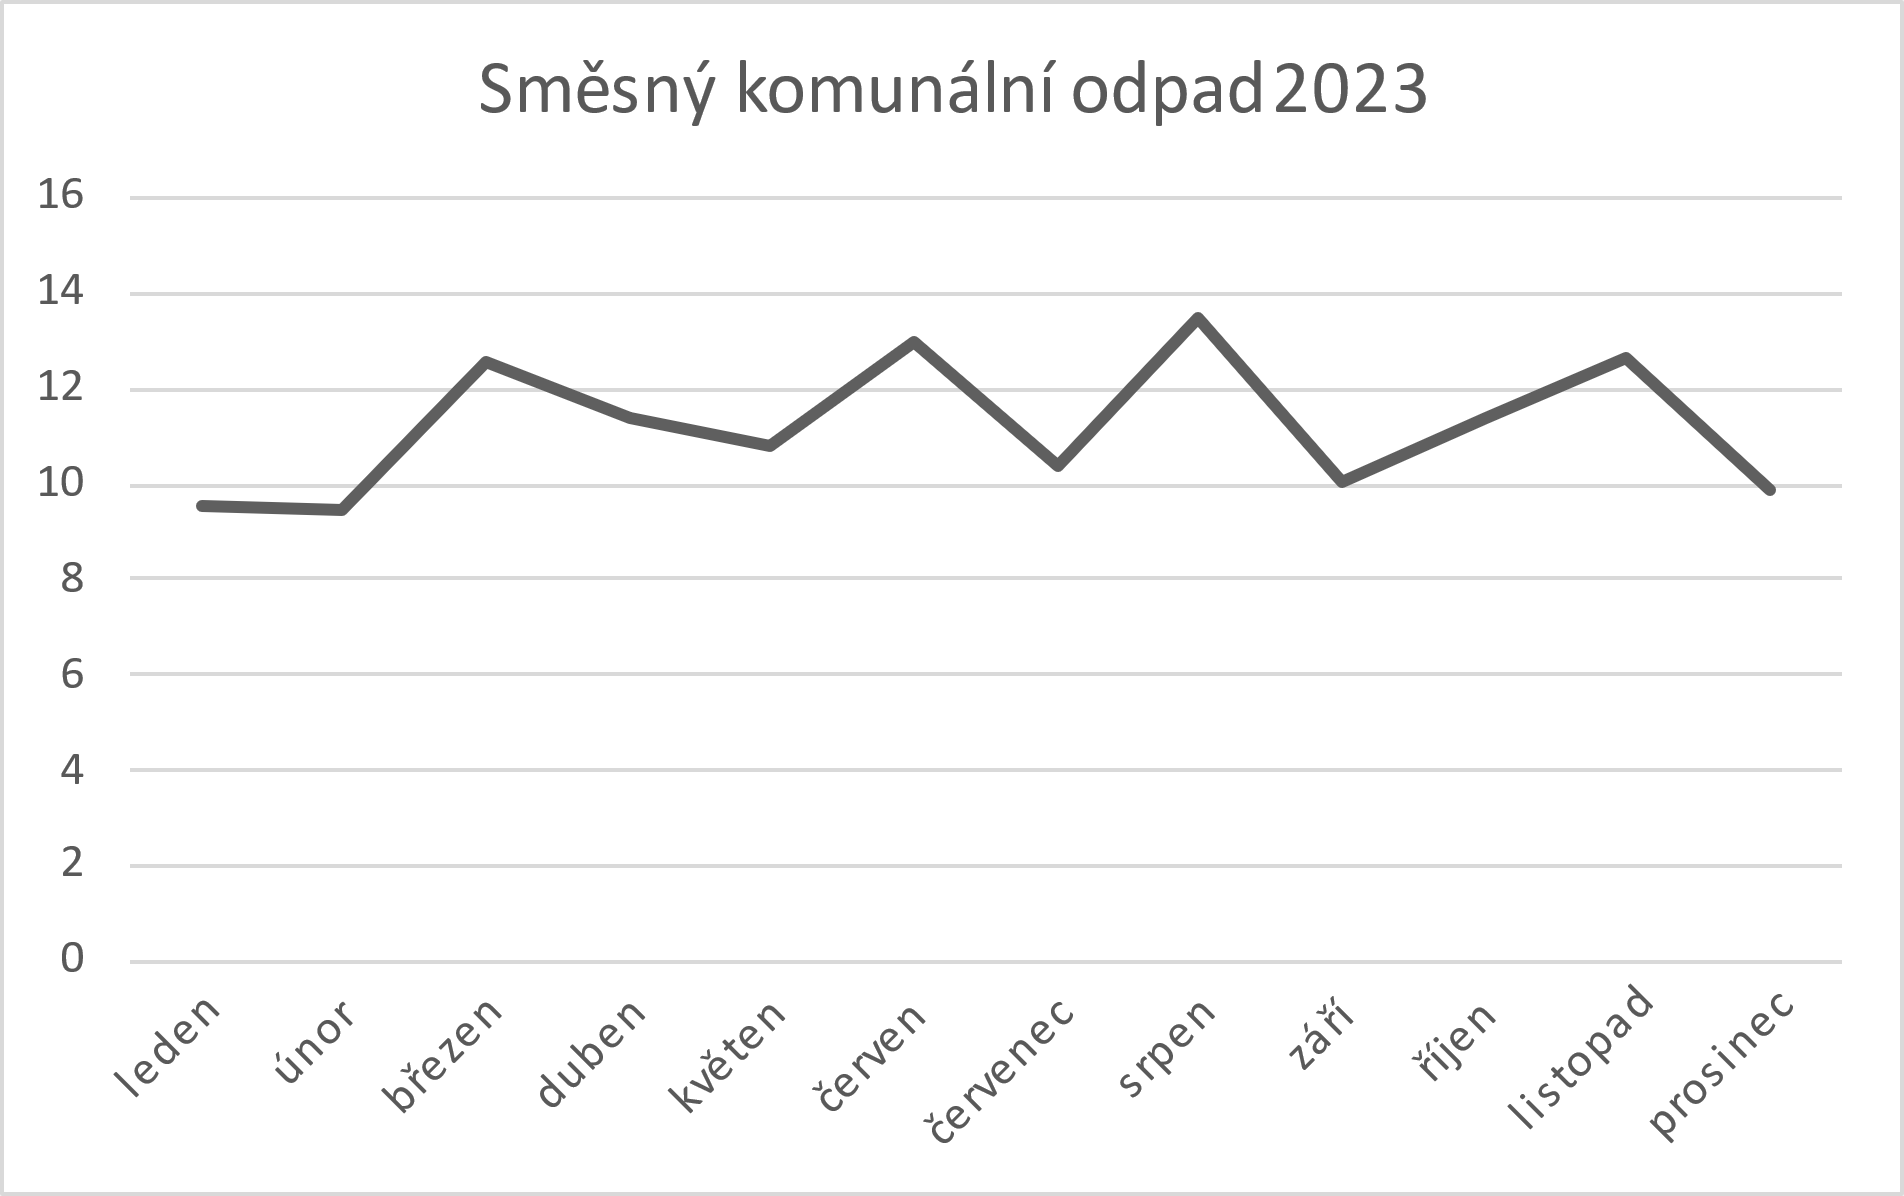 Směsný komunální odpad 2023
16
14
12
10
8
6
4
2
0
leden
únor
březen
duben
květen
červen
červenec
srpen
září
říjen
listopad
prosinec